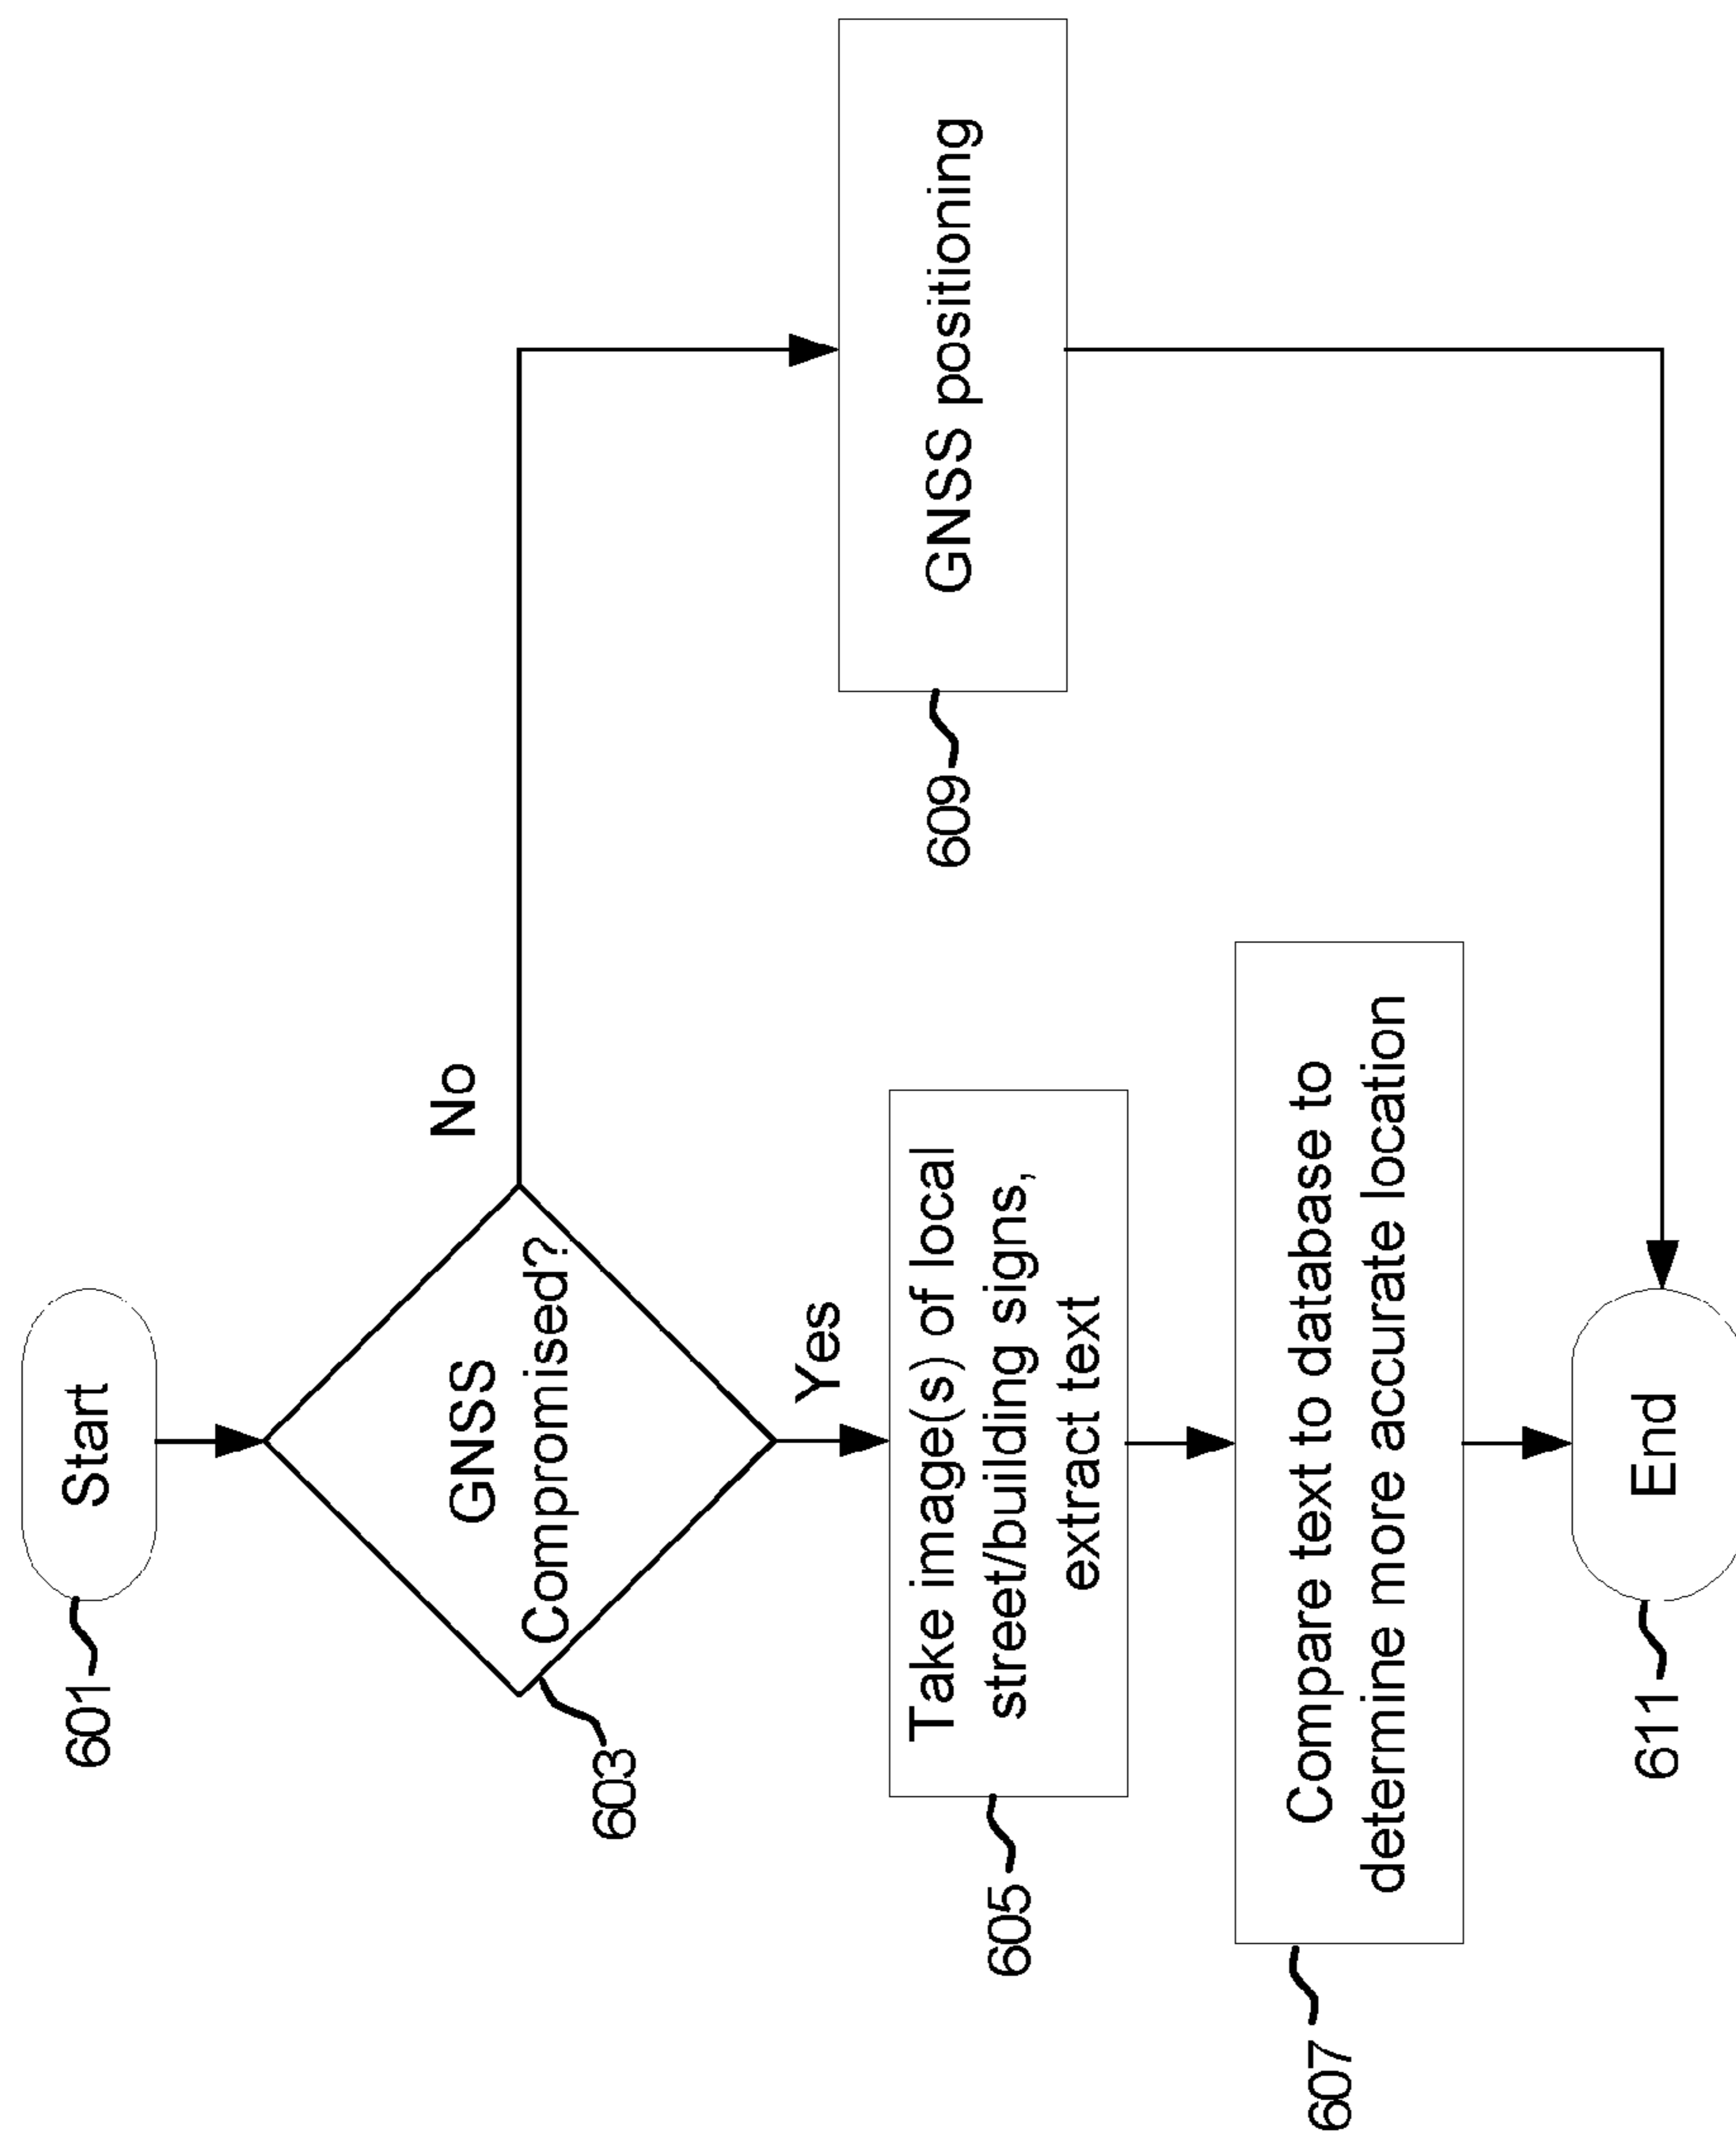 Start
601
GNSS
Compromised?
603
No
Yes
Take image(s) of local
street/building signs,
extract text
605
GNSS positioning
609
Compare text to database to
determine more accurate location
607
End
611